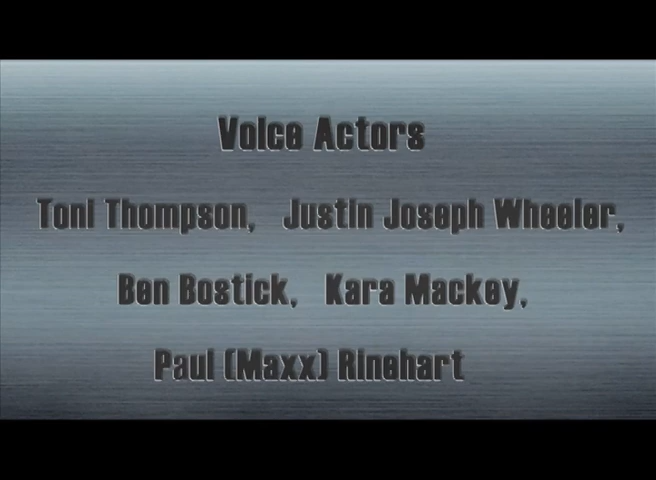 Voice Actors
Toni Thompson, Justin Joseph Wheeler,
Ben Bostick, Kara Mackey,
Paul (Maxx) Rinehart